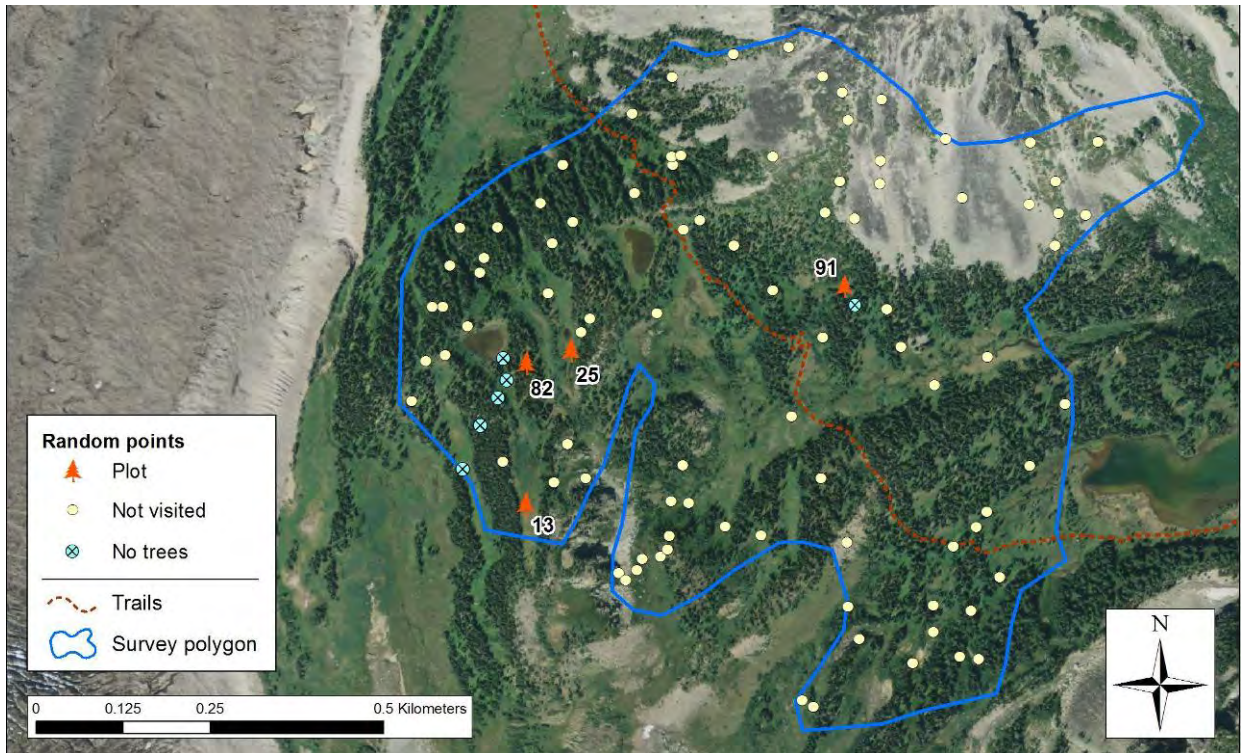 91
82
25
13
Random points
Plot
Not visited
No trees
Trails
Survey polygon
0 0.125 0.25 0.5 Kilometers
N